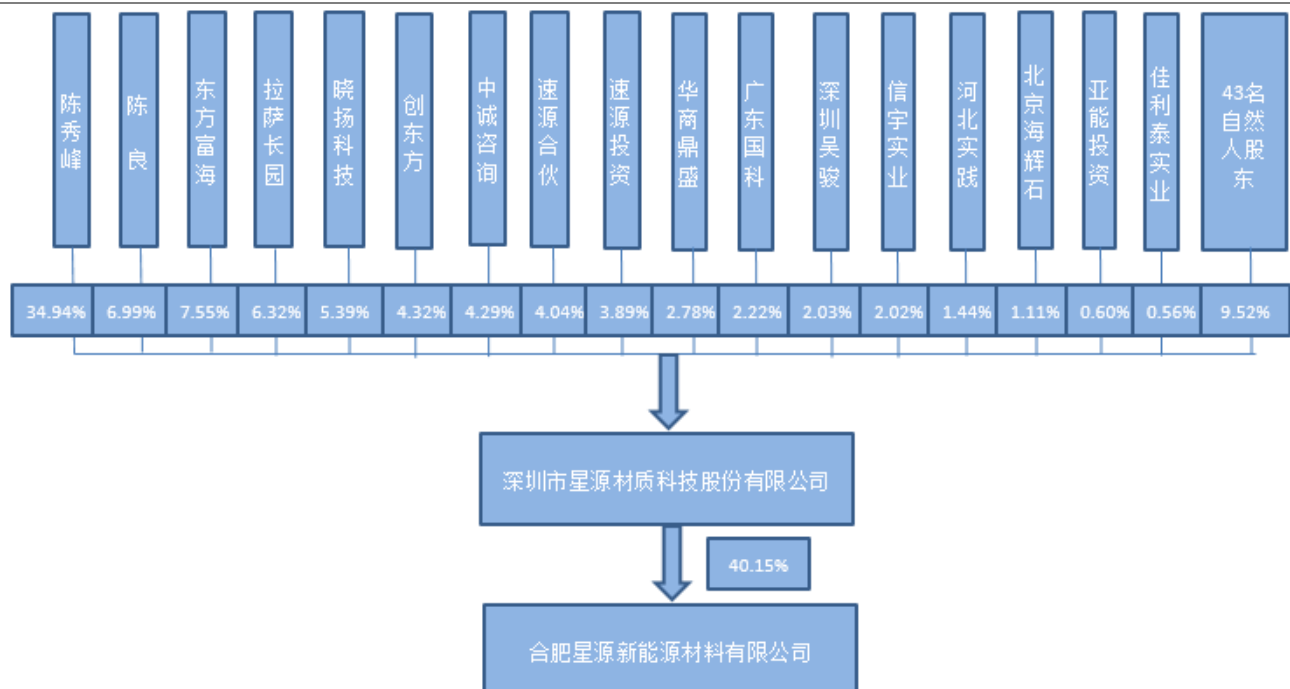 陈秀峰
陈 良
东方富海
拉萨长园
晓扬科技
创东方
中诚咨询
速源合伙
速源投资
华商鼎盛
广东国科
深圳吴骏
信宇实业
河北实践
北京海辉石
亚能投资
佳利泰实业
43名
自然
人股
东
34.94%
6.99%
7.55%
6.32%
5.39%
4.32%
4.29%
4.04%
3.89%
2.78%
2.22%
2.03%
2.02%
1.44%
1.11%
0.60%
0.56%
9.52%
深圳市星源材质科技股份有限公司
40.15%
合肥星源新能源材料有限公司